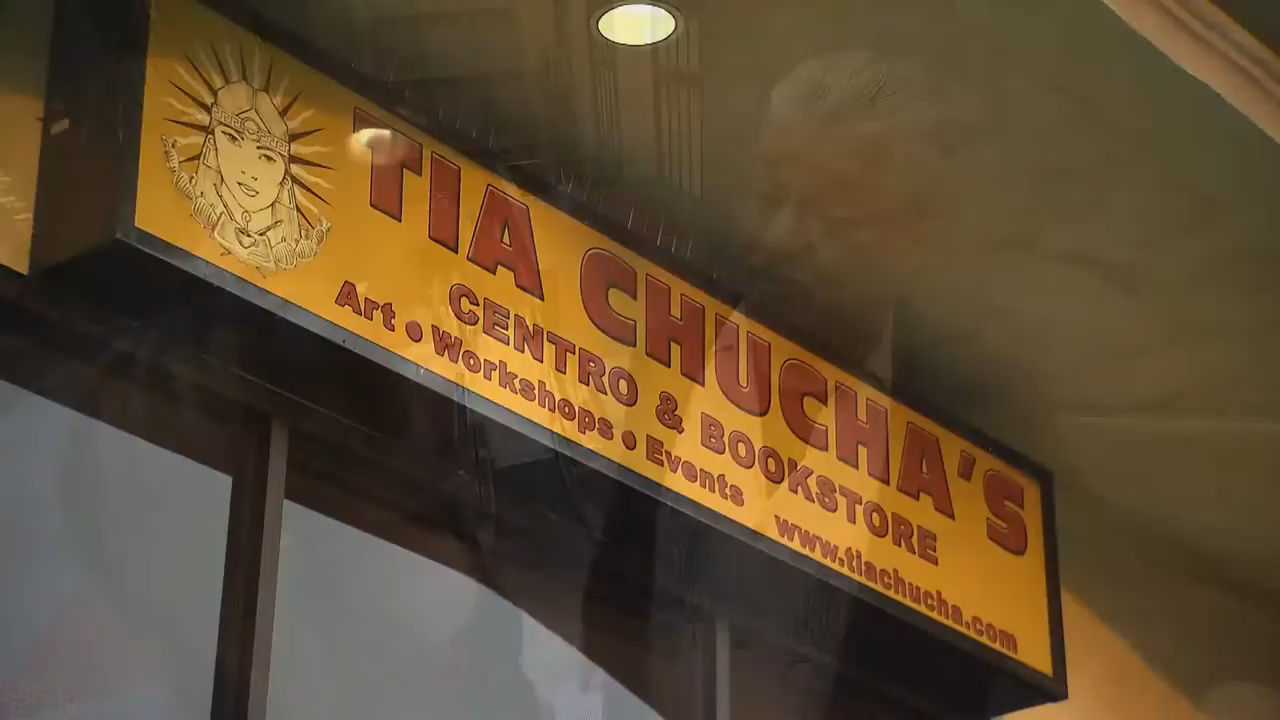 TIA CHUCHA'S
CENTRO & BOOKSTORE
Art • Workshops • Events
www.tiachucha.com